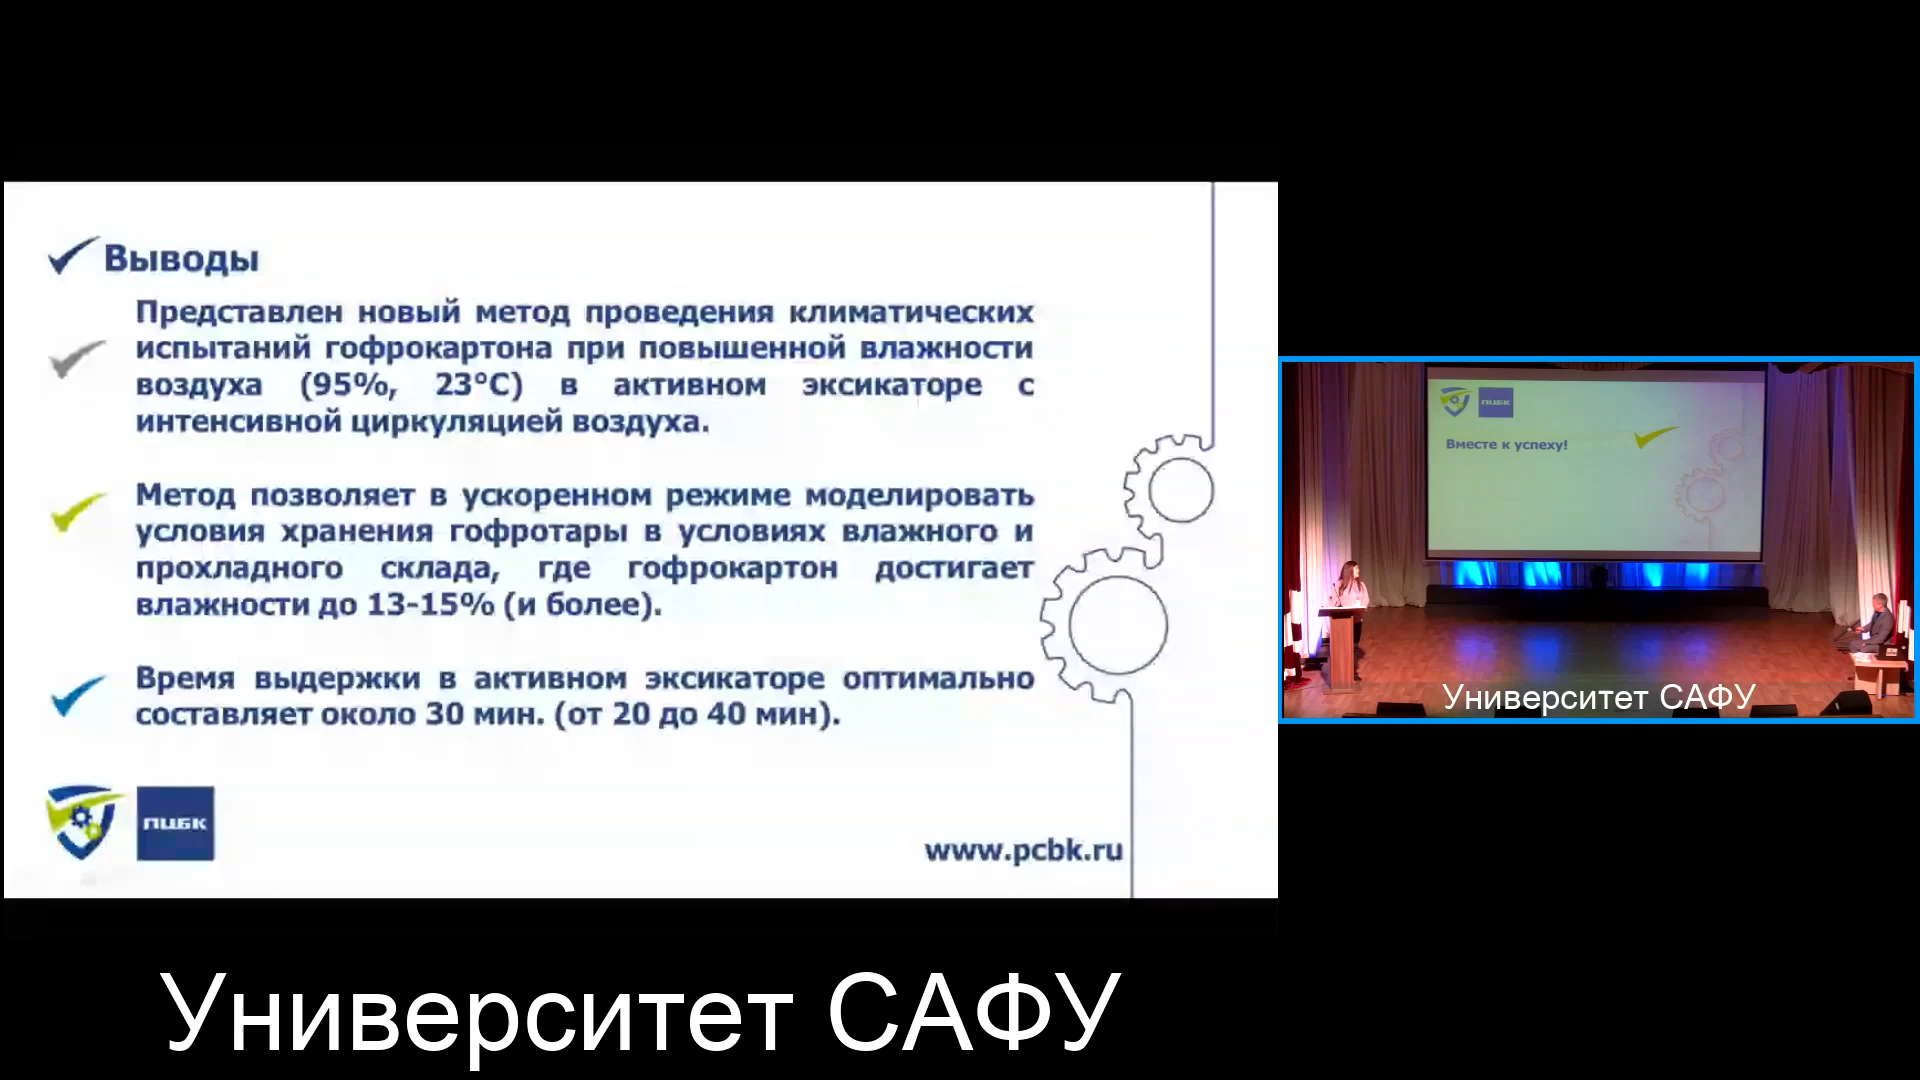 Выводы
Представлен новый метод проведения климатических
испытаний гофрокартона при повышенной влажности
воздуха (95%, 23°С) в активном эксикаторе с
интенсивной циркуляцией воздуха.
Метод позволяет в ускоренном режиме моделировать
условия хранения гофротары в условиях влажного и
прохладного склада, где гофрокартон достигает
влажности до 13-15% (и более).
Время выдержки в активном эксикаторе оптимально
составляет около 30 мин. (от 20 до 40 мин).
ПЦБК
www.pcbk.ru
Университет САФУ
ПЦБК
Вместе к успеху!
Университет САФУ